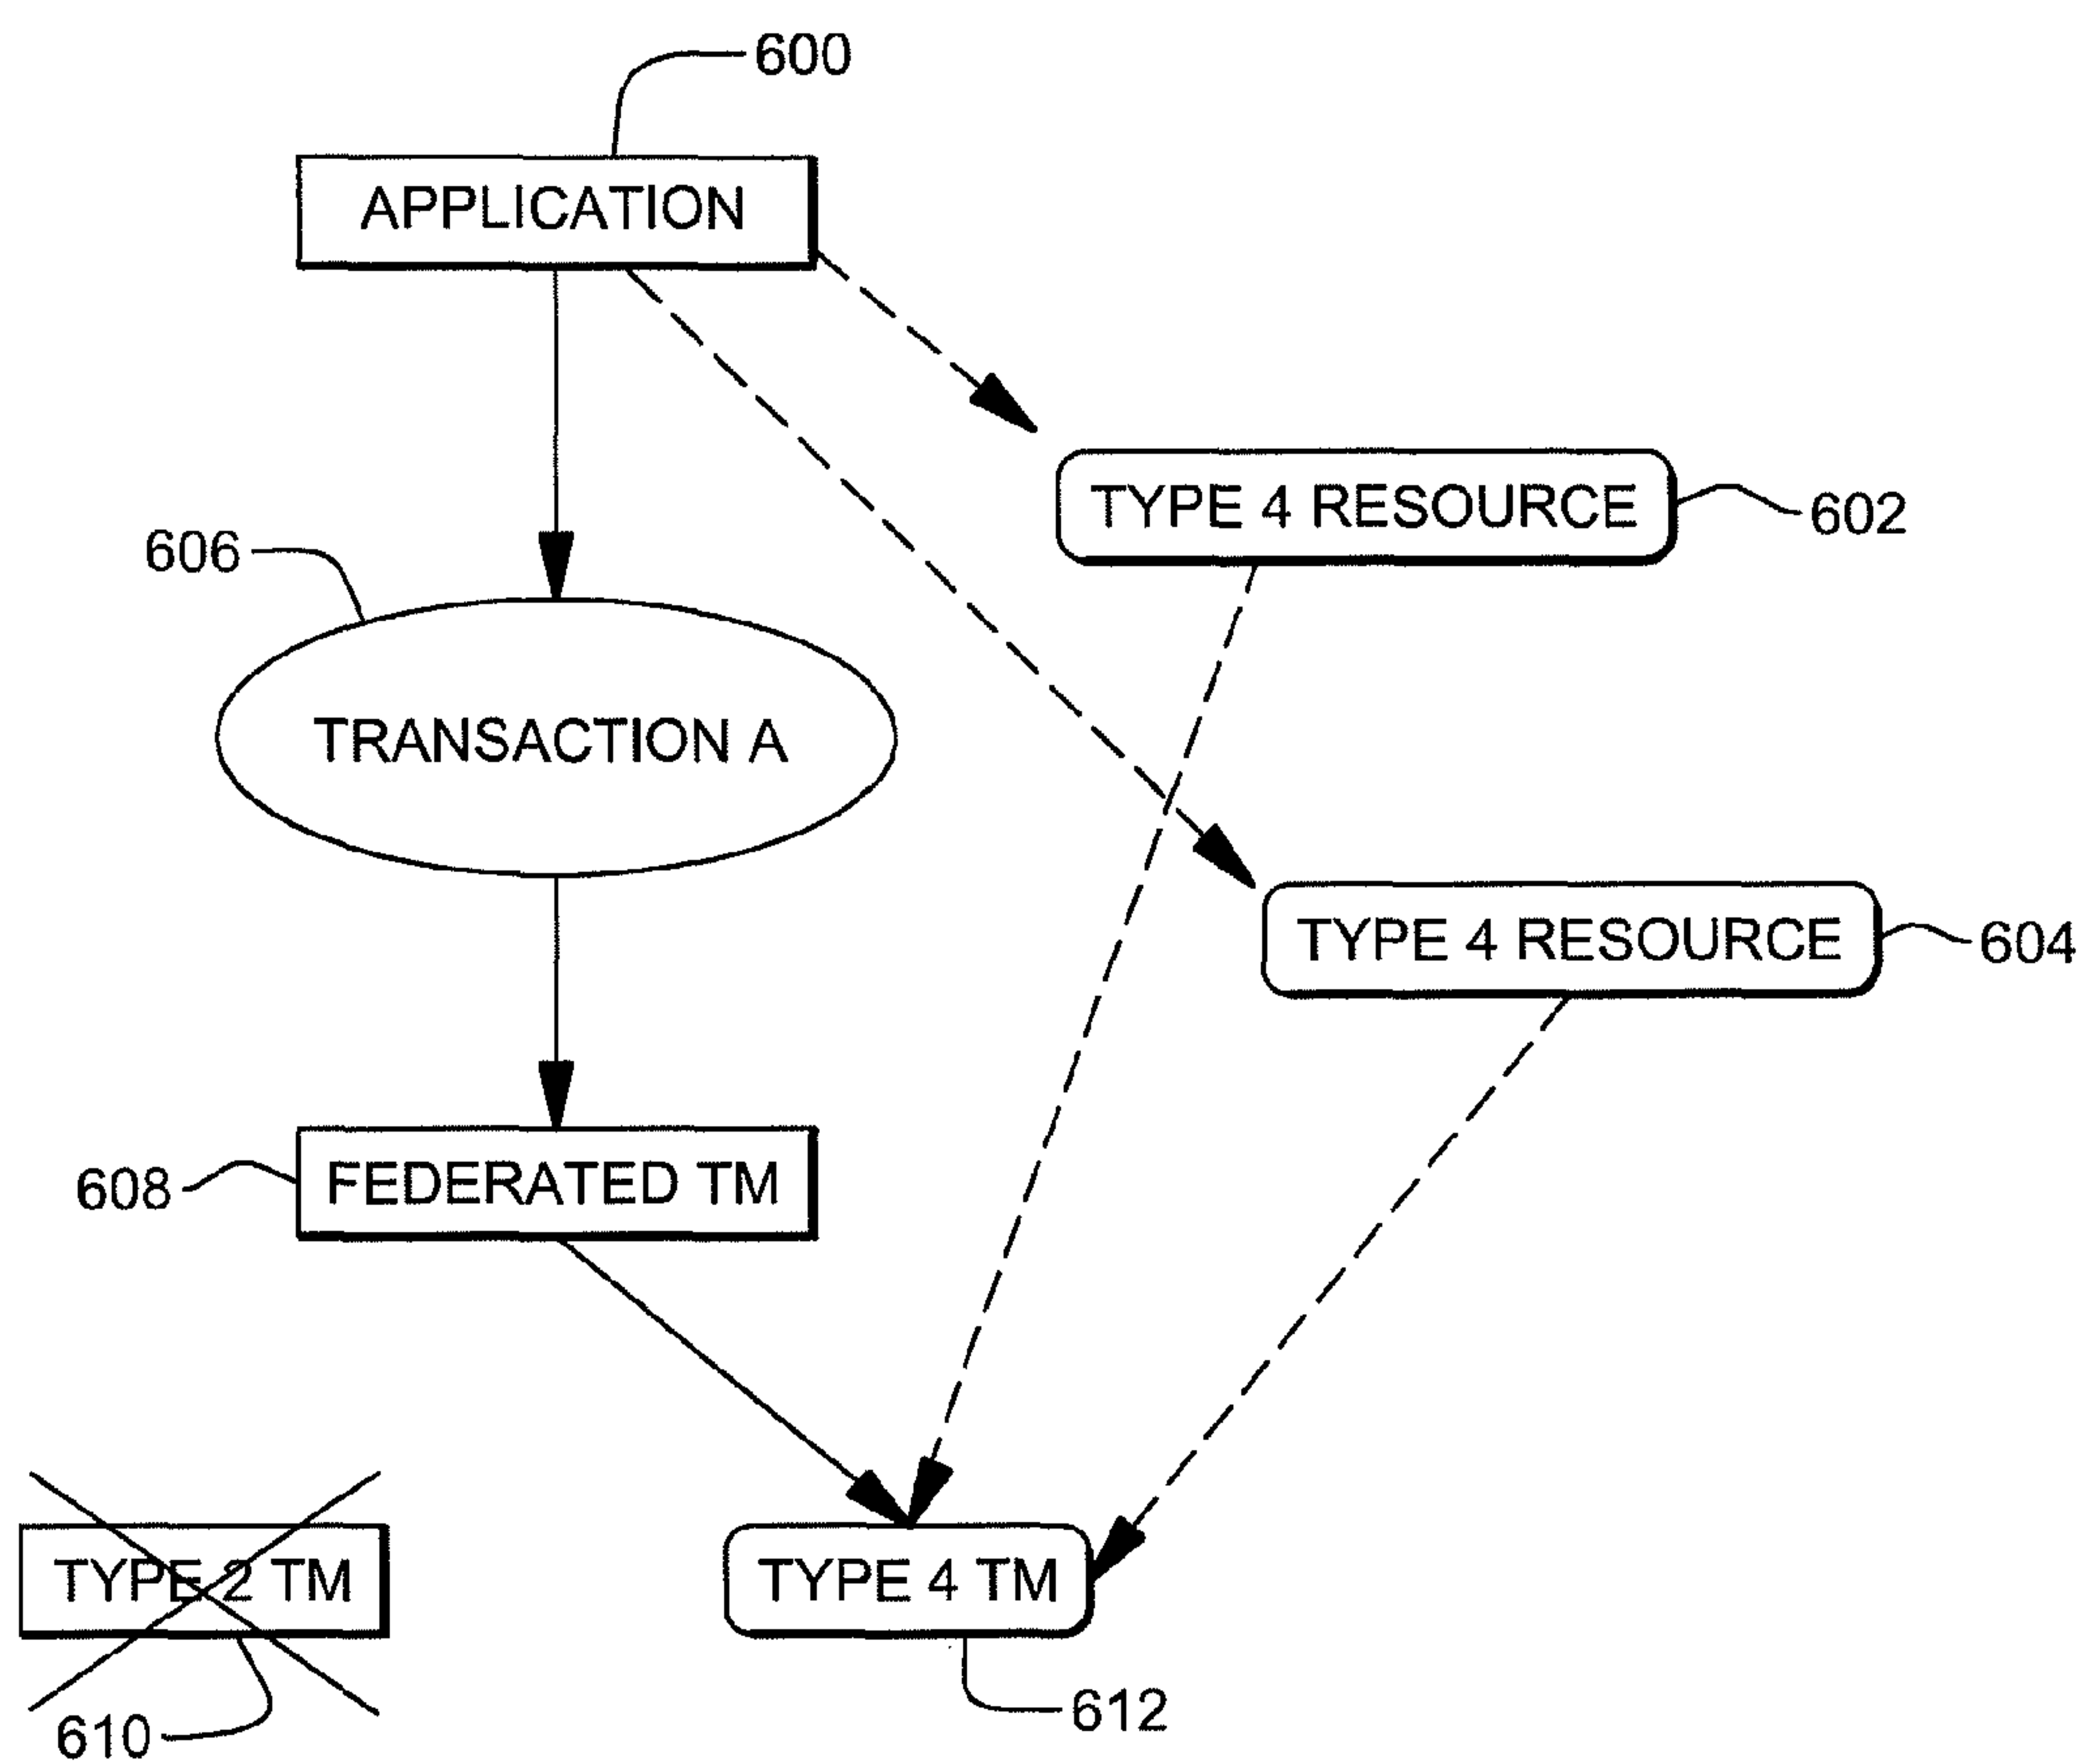 600
APPLICATION
TYPE 4 RESOURCE
602
606
TRANSACTION A
TYPE 4 RESOURCE
604
608
FEDERATED TM
TYPE 2 TM
TYPE 4 TM
610
612